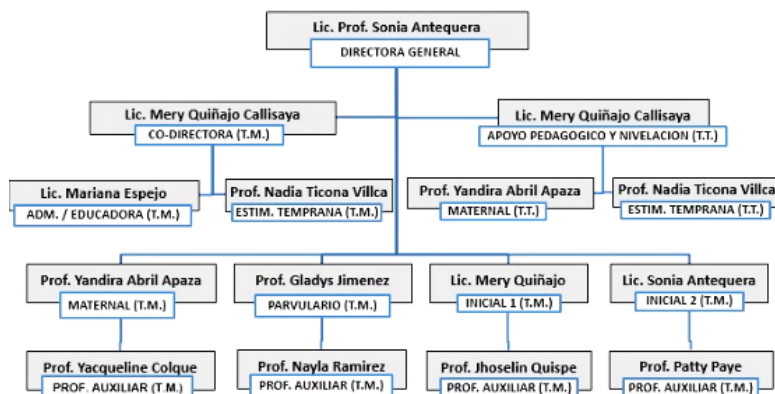 Lic. Prof. Sonia Antequera
DIRECTORA GENERAL
Lic. Mery Quiñajo Callisaya
CO-DIRECTORA (T.M.)
Lic. Mery Quiñajo Callisaya
APOYO PEDAGOGICO Y NIVELACION (T.T.)
Lic. Mariana Espejo
ADM. / EDUCADORA (T.M.)
Prof. Nadia Ticona Villca
ESTIM. TEMPRANA (T.M.)
Prof. Yandira Abril Apaza
MATERNAL (T.T.)
Prof. Nadia Ticona Villca
ESTIM. TEMPRANA (T.T.)
Prof. Yandira Abril Apaza
MATERNAL (T.M.)
Prof. Gladys Jimenez
PARVULARIO (T.M.)
Lic. Mery Quiñajo
INICIAL 1 (T.M.)
Lic. Sonia Antequera
INICIAL 2 (T.M.)
Prof. Yacqueline Colque
PROF. AUXILIAR (T.M.)
Prof. Nayla Ramirez
PROF. AUXILIAR (T.M.)
Prof. Jhoselin Quispe
PROF. AUXILIAR (T.M.)
Prof. Patty Paye
PROF. AUXILIAR (T.M.)